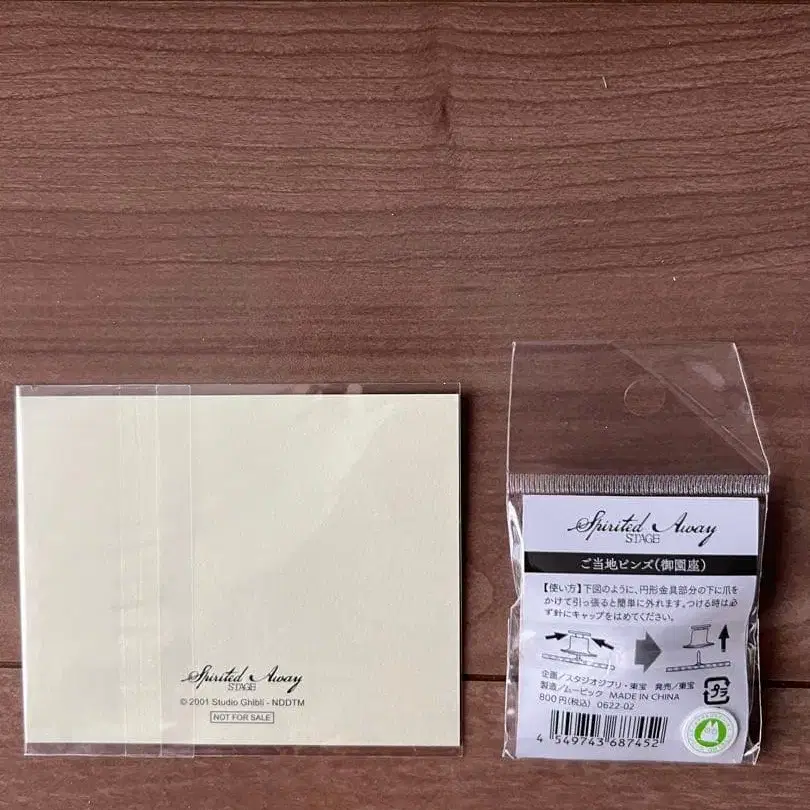 Spirited Away
STAGE
© 2001 Studio Ghibli - NDDTM
NOT FOR SALE
Spirited Away
STAGE
ご当地ピンズ(御園座)
【使い方】下図のように、円形金具部分の下に爪を
かけて引っ張ると簡単に外れます。つける時は必
ず針にキャップをはめてください。
企画/スタジオジブリ・東宝 発売/東宝
製造/ムービック MADE IN CHINA
800円(税込) 0622-02
プラ
4 549743 687452